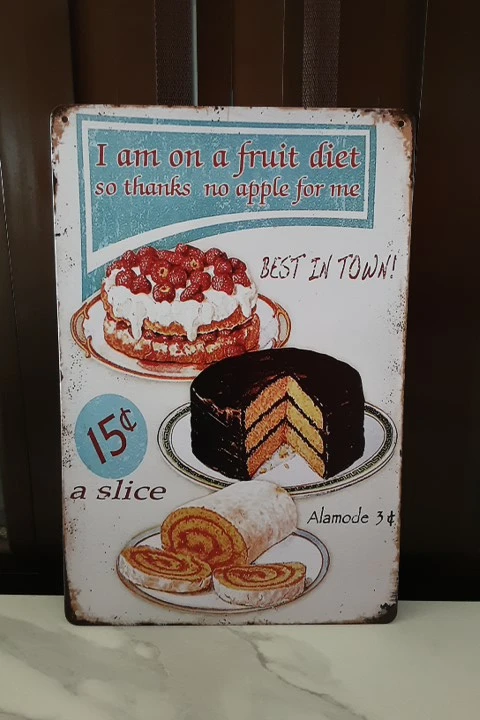 I am on a fruit diet
so thanks no apple for me
BEST IN TOWN!
15¢
a slice
Alamode 3¢